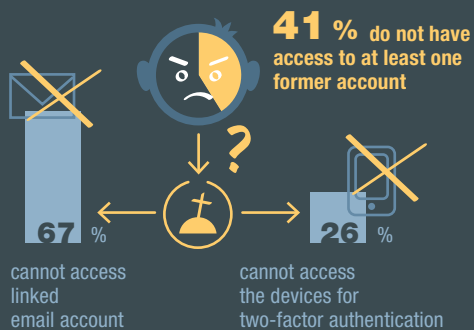 41 % do not have
access to at least one
former account
?
67 %
26 %
cannot access
linked
email account
cannot access
the devices for
two-factor authentication